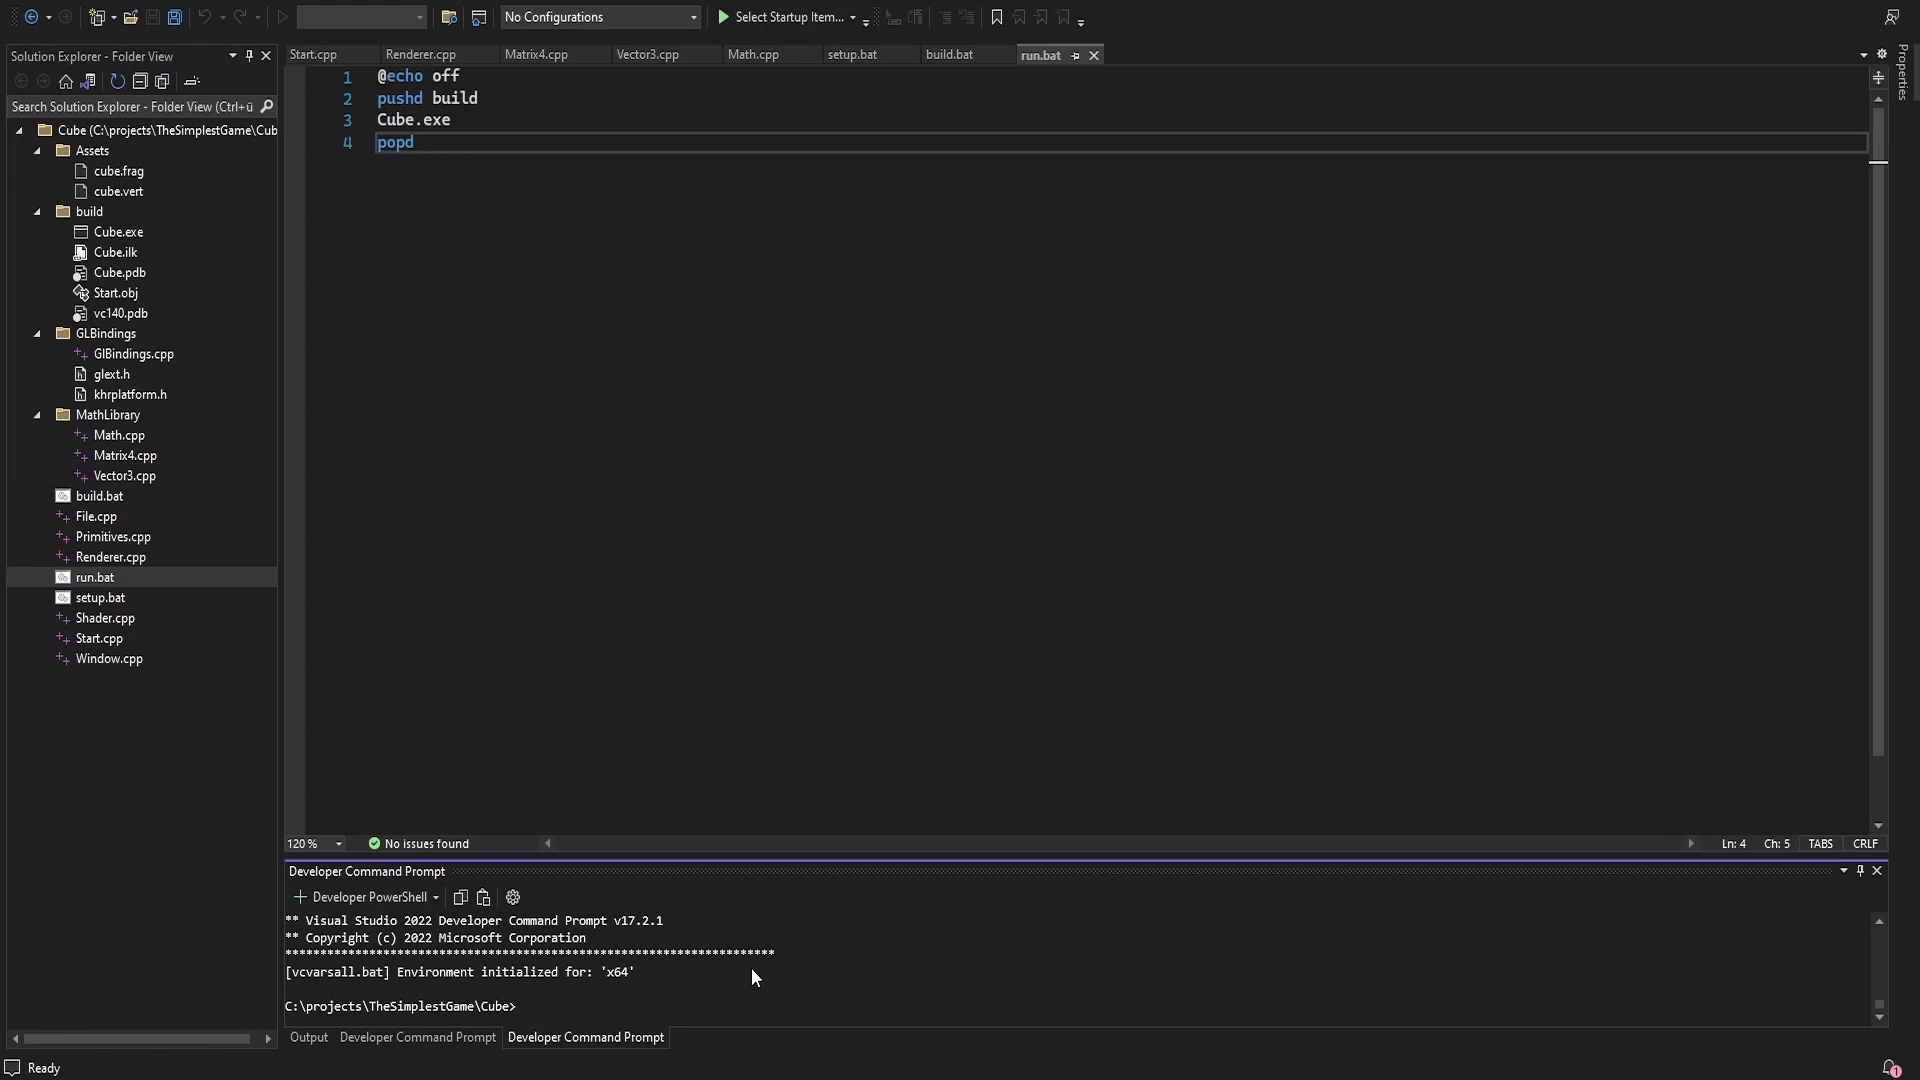 No Configurations
Select Startup Item...
Solution Explorer - Folder View
Search Solution Explorer - Folder View (Ctrl+ü
Cube (C:\projects\TheSimplestGame\Cub
Assets
cube.frag
cube.vert
build
Cube.exe
Cube.ilk
Cube.pdb
Start.obj
vc140.pdb
GLBindings
GlBindings.cpp
glext.h
khrplatform.h
MathLibrary
Math.cpp
Matrix4.cpp
Vector3.cpp
build.bat
File.cpp
Primitives.cpp
Renderer.cpp
run.bat
setup.bat
Shader.cpp
Start.cpp
Window.cpp
Start.cpp Renderer.cpp Matrix4.cpp Vector3.cpp Math.cpp setup.bat build.bat run.bat
Properties
1 @echo off
2 pushd build
3 Cube.exe
4 popd
120 % No issues found Ln: 4 Ch: 5 TABS CRLF
Developer Command Prompt
Developer PowerShell
** Visual Studio 2022 Developer Command Prompt v17.2.1
** Copyright (c) 2022 Microsoft Corporation
**********************************************************************
[vcvarsall.bat] Environment initialized for: 'x64'
C:\projects\TheSimplestGame\Cube>
Output Developer Command Prompt Developer Command Prompt
Ready
1